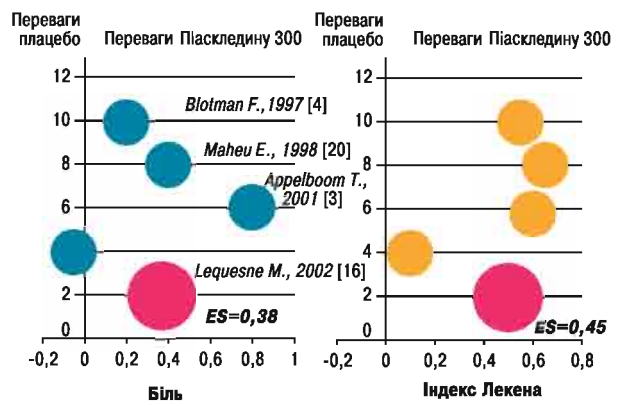 Переваги
плацебо
Переваги Піаскледину 300
12
10
8
6
4
2
0
Blotman F., 1997 [4]
Maheu E., 1998 [20]
Appelboom T.,
2001 [3]
Lequesne M., 2002 [16]
ES=0,38
-0,2 0 0,2 0,4 0,6 0,8 1
Біль
Переваги
плацебо
Переваги Піаскледину 300
12
10
8
6
4
2
0
ES=0,45
-0,2 0 0,2 0,4 0,6 0,8
Індекс Лекена